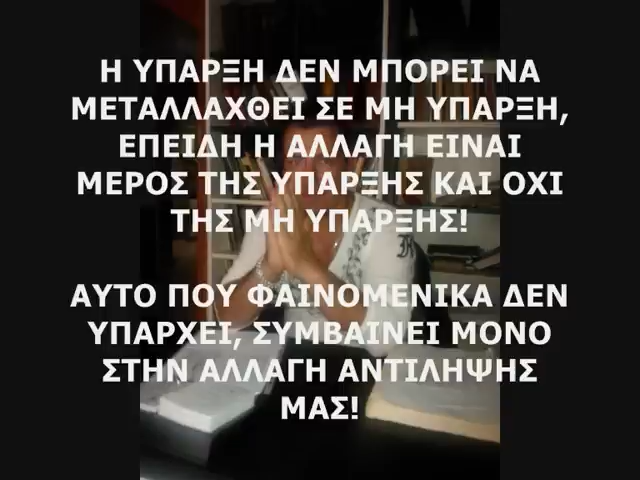 Η ΥΠΑΡΞΗ ΔΕΝ ΜΠΟΡΕΙ ΝΑ
ΜΕΤΑΛΛΑΧΘΕΙ ΣΕ ΜΗ ΥΠΑΡΞΗ,
ΕΠΕΙΔΗ Η ΑΛΛΑΓΗ ΕΙΝΑΙ
ΜΕΡΟΣ ΤΗΣ ΥΠΑΡΞΗΣ ΚΑΙ ΟΧΙ
ΤΗΣ ΜΗ ΥΠΑΡΞΗΣ!
ΑΥΤΟ ΠΟΥ ΦΑΙΝΟΜΕΝΙΚΑ ΔΕΝ
ΥΠΑΡΧΕΙ, ΣΥΜΒΑΙΝΕΙ ΜΟΝΟ
ΣΤΗΝ ΑΛΛΑΓΗ ΑΝΤΙΛΗΨΗΣ
ΜΑΣ!